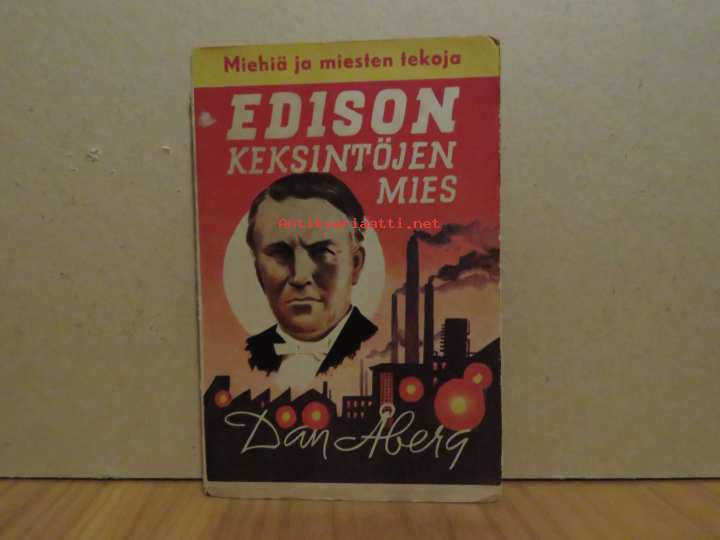 Miehiä ja miesten tekoja
EDISON
KEKSINTÖJEN
MIES
Antikvariaatti.net
Dan Åberg